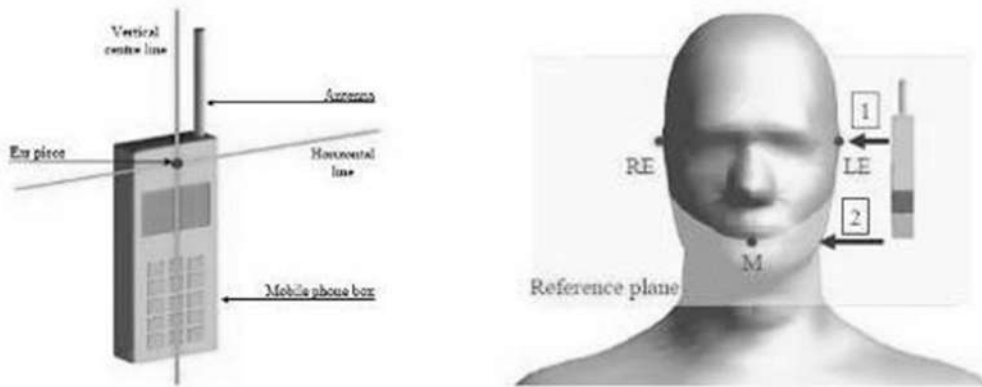 Vertical
centre line
Antenna
Ear piece
Horizontal
line
Mobile phone box
1
RE
LE
2
M
Reference plane